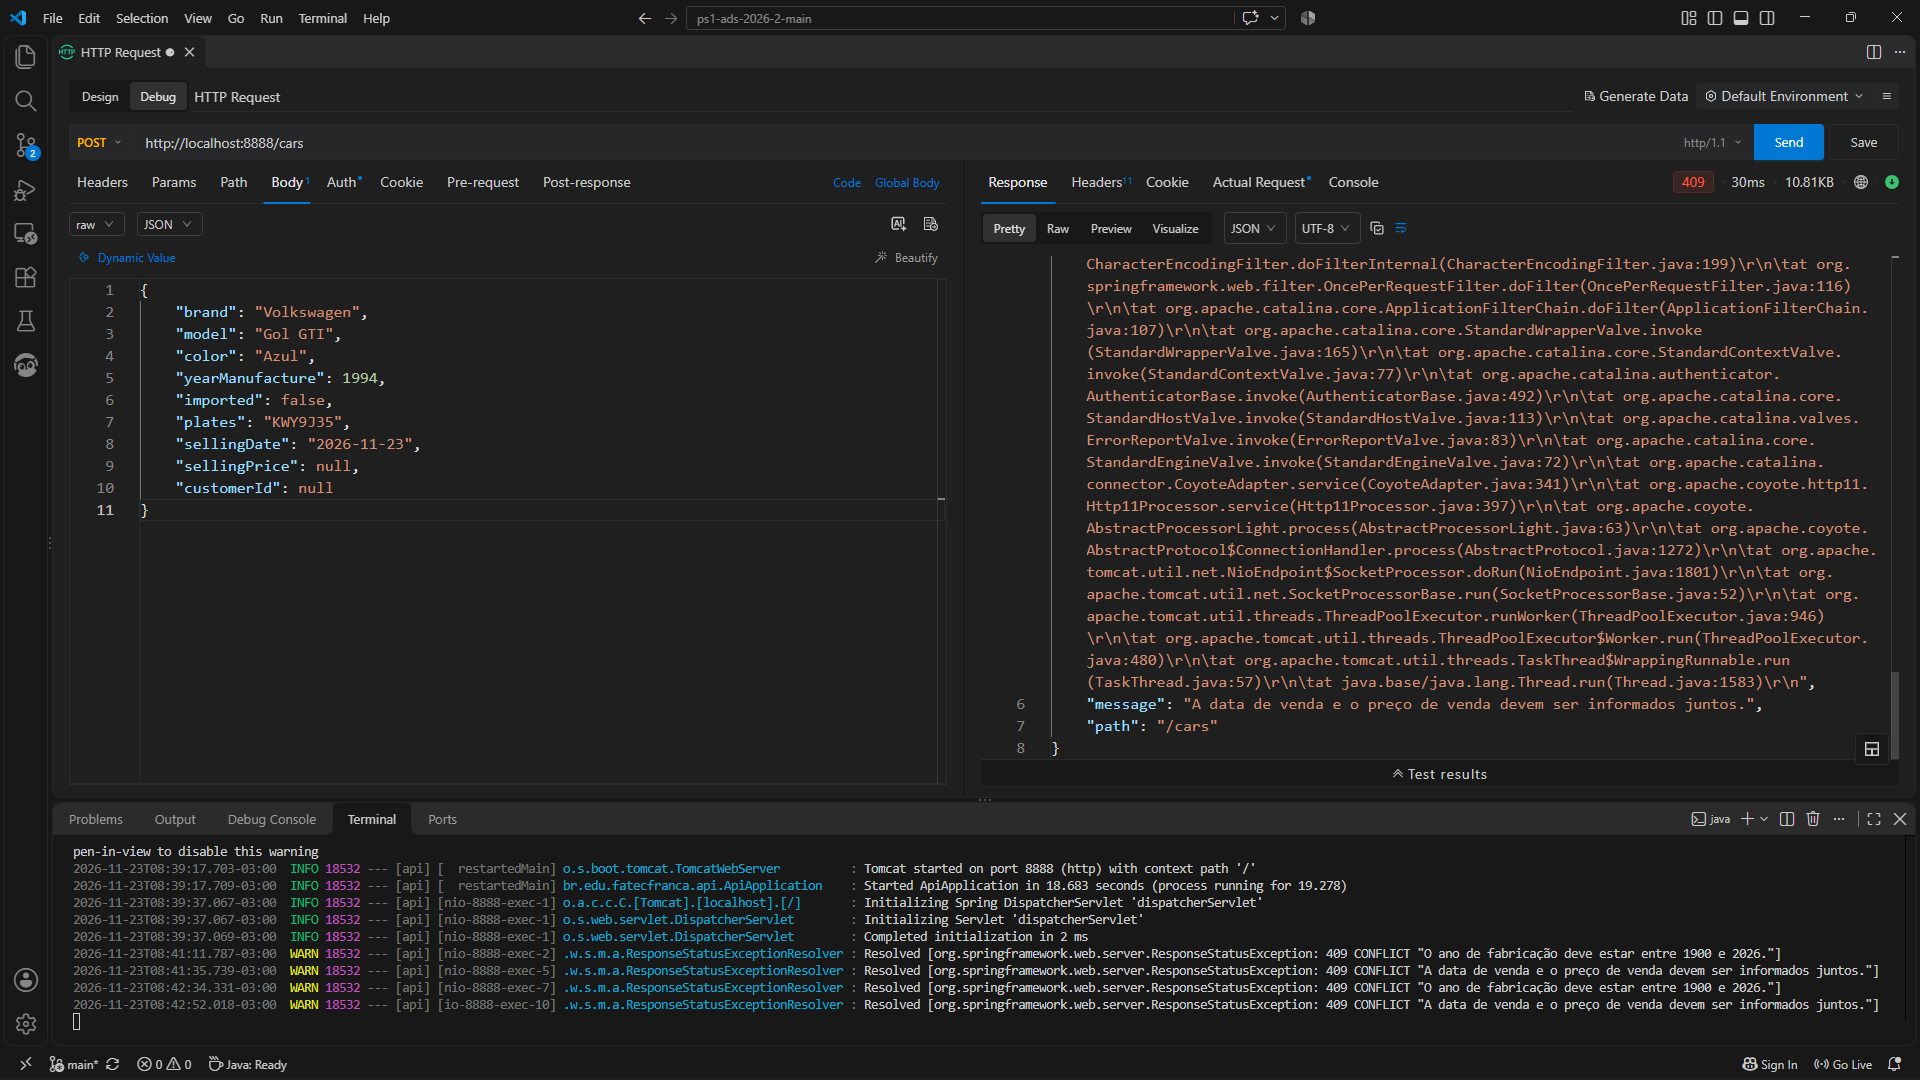 File Edit Selection View Go Run Terminal Help
ps1-ads-2026-2-main
HTTP HTTP Request
Design Debug HTTP Request
Generate Data Default Environment
POST http://localhost:8888/cars
http/1.1 Send Save
Headers Params Path Body 1 Auth Cookie Pre-request Post-response
Code Global Body
raw JSON
Dynamic Value
Beautify
1 {
2 "brand": "Volkswagen",
3 "model": "Gol GTI",
4 "color": "Azul",
5 "yearManufacture": 1994,
6 "imported": false,
7 "plates": "KWY9J35",
8 "sellingDate": "2026-11-23",
9 "sellingPrice": null,
10 "customerId": null
11 }
Response Headers 11 Cookie Actual Request Console
409 30ms 10.81KB
Pretty Raw Preview Visualize JSON UTF-8
CharacterEncodingFilter.doFilterInternal(CharacterEncodingFilter.java:199)\r\n\tat org.
springframework.web.filter.OncePerRequestFilter.doFilter(OncePerRequestFilter.java:116)
\r\n\tat org.apache.catalina.core.ApplicationFilterChain.doFilter(ApplicationFilterChain.
java:107)\r\n\tat org.apache.catalina.core.StandardWrapperValve.invoke
(StandardWrapperValve.java:165)\r\n\tat org.apache.catalina.core.StandardContextValve.
invoke(StandardContextValve.java:77)\r\n\tat org.apache.catalina.authenticator.
AuthenticatorBase.invoke(AuthenticatorBase.java:492)\r\n\tat org.apache.catalina.core.
StandardHostValve.invoke(StandardHostValve.java:113)\r\n\tat org.apache.catalina.valves.
ErrorReportValve.invoke(ErrorReportValve.java:83)\r\n\tat org.apache.catalina.core.
StandardEngineValve.invoke(StandardEngineValve.java:72)\r\n\tat org.apache.catalina.
connector.CoyoteAdapter.service(CoyoteAdapter.java:341)\r\n\tat org.apache.coyote.http11.
Http11Processor.service(Http11Processor.java:397)\r\n\tat org.apache.coyote.
AbstractProcessorLight.process(AbstractProcessorLight.java:63)\r\n\tat org.apache.coyote.
AbstractProtocol$ConnectionHandler.process(AbstractProtocol.java:1272)\r\n\tat org.apache.
tomcat.util.net.NioEndpoint$SocketProcessor.doRun(NioEndpoint.java:1801)\r\n\tat org.
apache.tomcat.util.net.SocketProcessorBase.run(SocketProcessorBase.java:52)\r\n\tat org.
apache.tomcat.util.threads.ThreadPoolExecutor.runWorker(ThreadPoolExecutor.java:946)
\r\n\tat org.apache.tomcat.util.threads.ThreadPoolExecutor$Worker.run(ThreadPoolExecutor.
java:480)\r\n\tat org.apache.tomcat.util.threads.TaskThread$WrappingRunnable.run
(TaskThread.java:57)\r\n\tat java.base/java.lang.Thread.run(Thread.java:1583)\r\n",
6 "message": "A data de venda e o preço de venda devem ser informados juntos.",
7 "path": "/cars"
8 }
Test results
Problems Output Debug Console Terminal Ports
java
pen-in-view to disable this warning
2026-11-23T08:39:17.703-03:00 INFO 18532 --- [api] [ restartedMain] o.s.boot.tomcat.TomcatWebServer : Tomcat started on port 8888 (http) with context path '/'
2026-11-23T08:39:17.709-03:00 INFO 18532 --- [api] [ restartedMain] br.edu.fatecfranca.api.ApiApplication : Started ApiApplication in 18.683 seconds (process running for 19.278)
2026-11-23T08:39:37.067-03:00 INFO 18532 --- [api] [nio-8888-exec-1] o.a.c.c.C.[Tomcat].[localhost].[/] : Initializing Spring DispatcherServlet 'dispatcherServlet'
2026-11-23T08:39:37.067-03:00 INFO 18532 --- [api] [nio-8888-exec-1] o.s.web.servlet.DispatcherServlet : Initializing Servlet 'dispatcherServlet'
2026-11-23T08:39:37.069-03:00 INFO 18532 --- [api] [nio-8888-exec-1] o.s.web.servlet.DispatcherServlet : Completed initialization in 2 ms
2026-11-23T08:41:11.787-03:00 WARN 18532 --- [api] [nio-8888-exec-2] .w.s.m.a.ResponseStatusExceptionResolver : Resolved [org.springframework.web.server.ResponseStatusException: 409 CONFLICT "O ano de fabricação deve estar entre 1900 e 2026."]
2026-11-23T08:41:35.739-03:00 WARN 18532 --- [api] [nio-8888-exec-5] .w.s.m.a.ResponseStatusExceptionResolver : Resolved [org.springframework.web.server.ResponseStatusException: 409 CONFLICT "A data de venda e o preço de venda devem ser informados juntos."]
2026-11-23T08:42:34.331-03:00 WARN 18532 --- [api] [nio-8888-exec-7] .w.s.m.a.ResponseStatusExceptionResolver : Resolved [org.springframework.web.server.ResponseStatusException: 409 CONFLICT "O ano de fabricação deve estar entre 1900 e 2026."]
2026-11-23T08:42:52.018-03:00 WARN 18532 --- [api] [io-8888-exec-10] .w.s.m.a.ResponseStatusExceptionResolver : Resolved [org.springframework.web.server.ResponseStatusException: 409 CONFLICT "A data de venda e o preço de venda devem ser informados juntos."]
2
main* 0 0 Java: Ready
Sign In Go Live